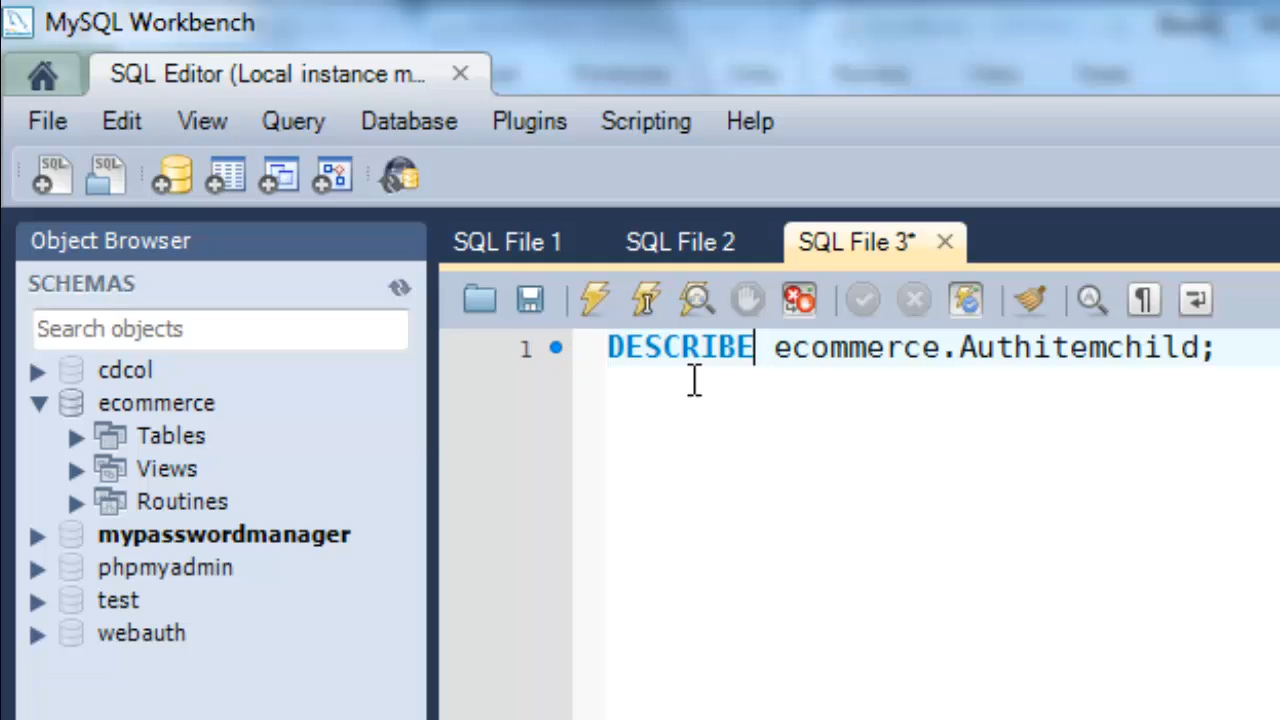 MySQL Workbench
SQL Editor (Local instance m...
File Edit View Query Database Plugins Scripting Help
SQL SQL
Object Browser
SQL File 1 SQL File 2 SQL File 3*
SCHEMAS
Search objects
1 DESCRIBE ecommerce.Authitemchild;
cdcol
ecommerce
Tables
Views
Routines
mypasswordmanager
phpmyadmin
test
webauth